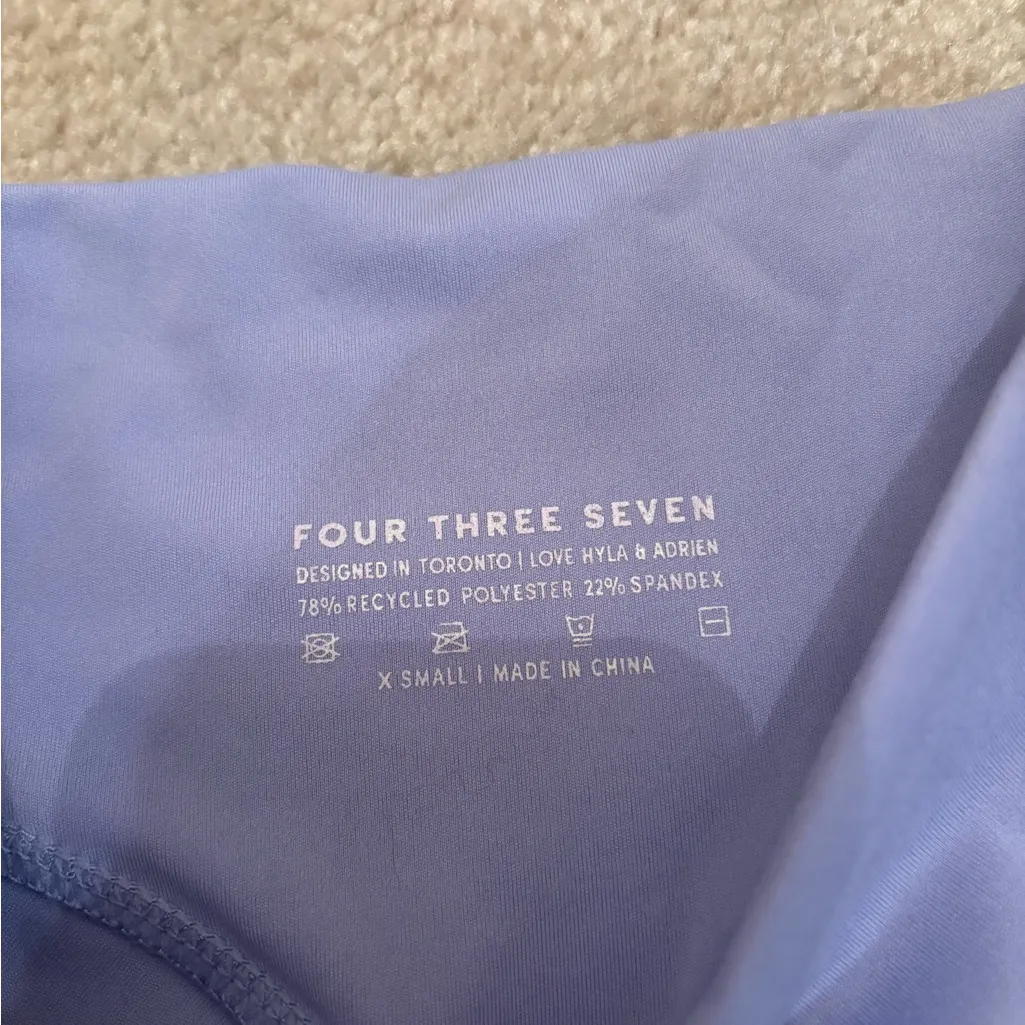 FOUR THREE SEVEN
DESIGNED IN TORONTO | LOVE HYLA & ADRIEN
78% RECYCLED POLYESTER 22% SPANDEX
X SMALL | MADE IN CHINA